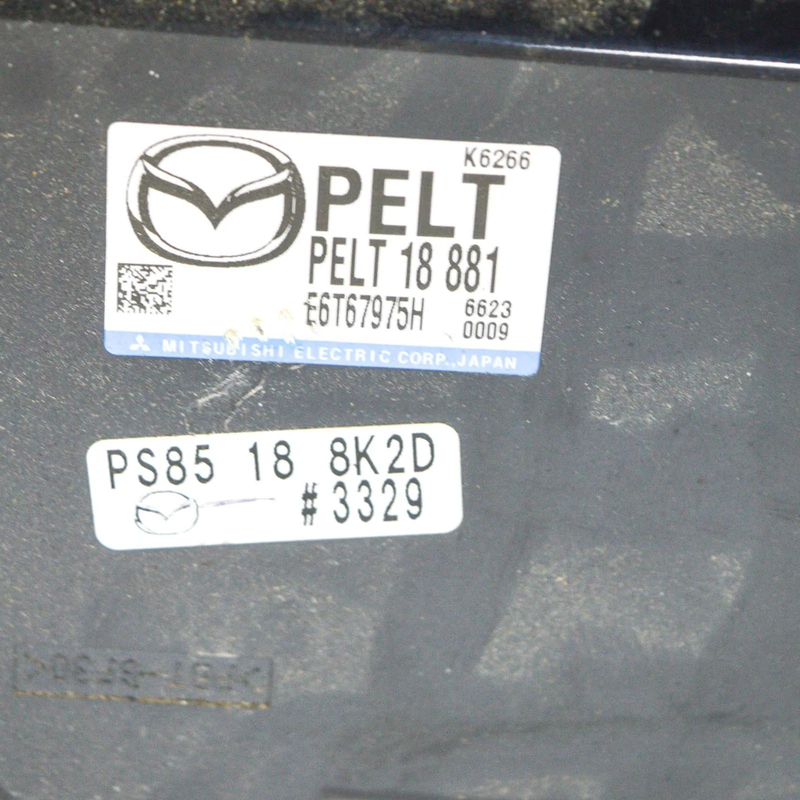 K6266
PELT
PELT 18 881
E6T67975H 6623
0009
MITSUBISHI ELECTRIC CORP., JAPAN
PS85 18 8K2D
#3329